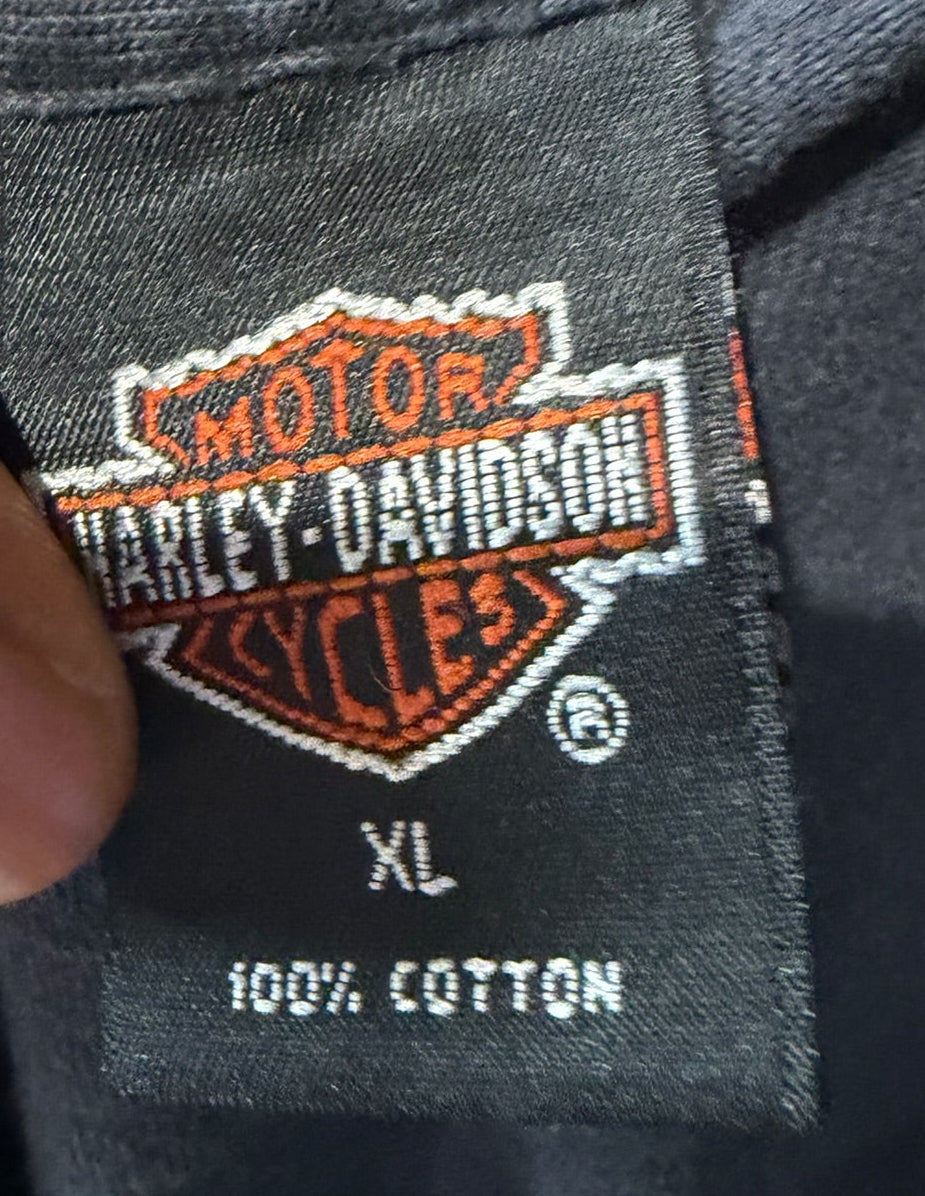 MOTOR
HARLEY-DAVIDSON
CYCLES
®
XL
100% COTTON